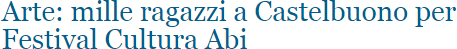 Arte: mille ragazzi a Castelbuono per
Festival Cultura Abi